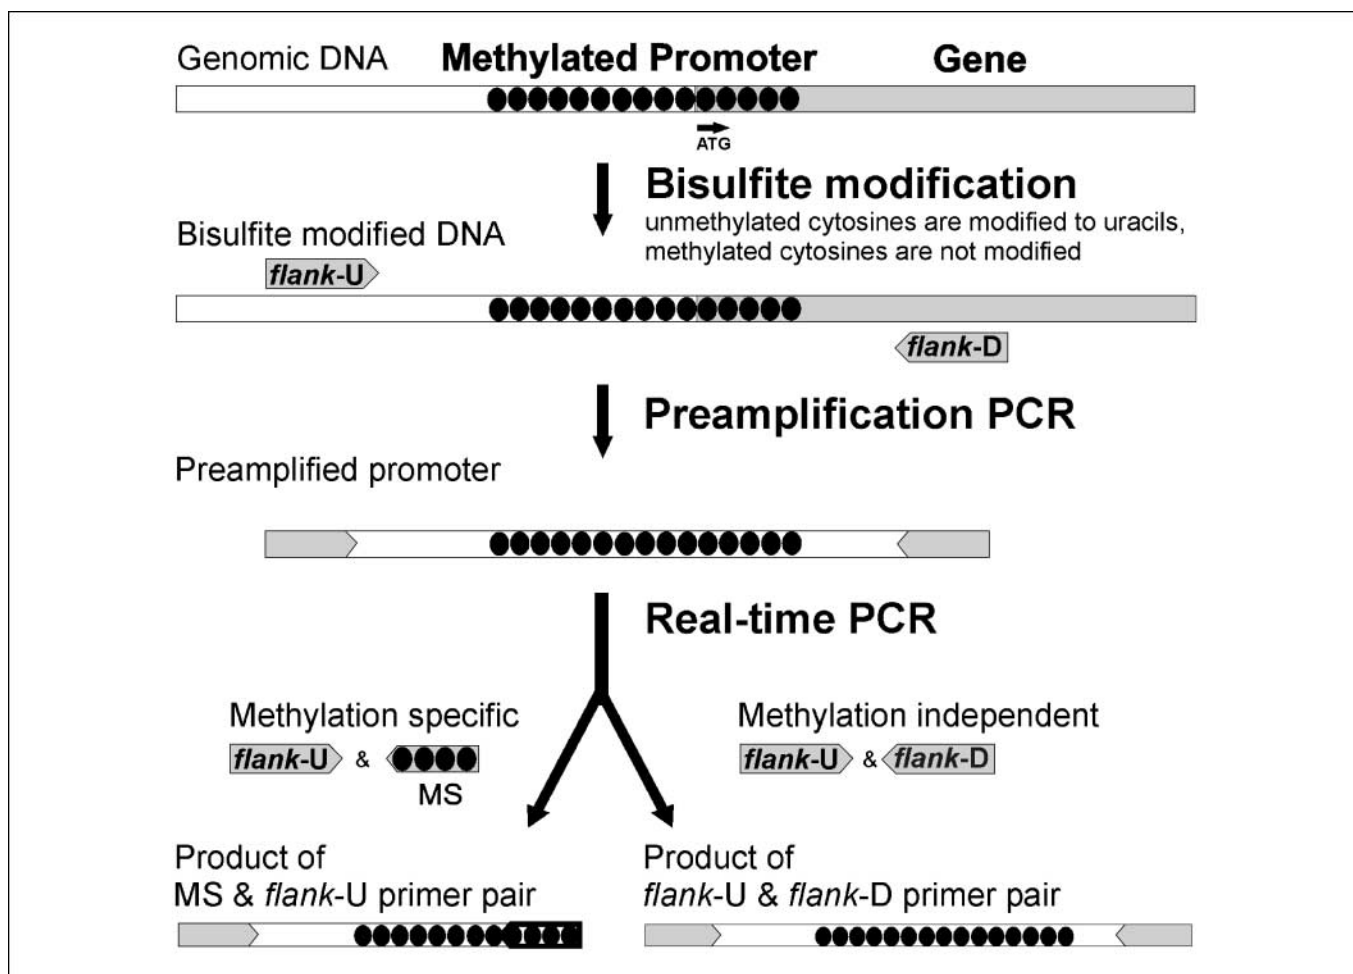 Genomic DNA
Methylated Promoter
Gene
ATG
Bisulfite modification
unmethylated cytosines are modified to uracils,
methylated cytosines are not modified
Bisulfite modified DNA
flank-U
flank-D
Preamplification PCR
Preamplified promoter
Real-time PCR
Methylation specific
flank-U & 
MS
Methylation independent
flank-U & flank-D
Product of
MS & flank-U primer pair
Product of
flank-U & flank-D primer pair